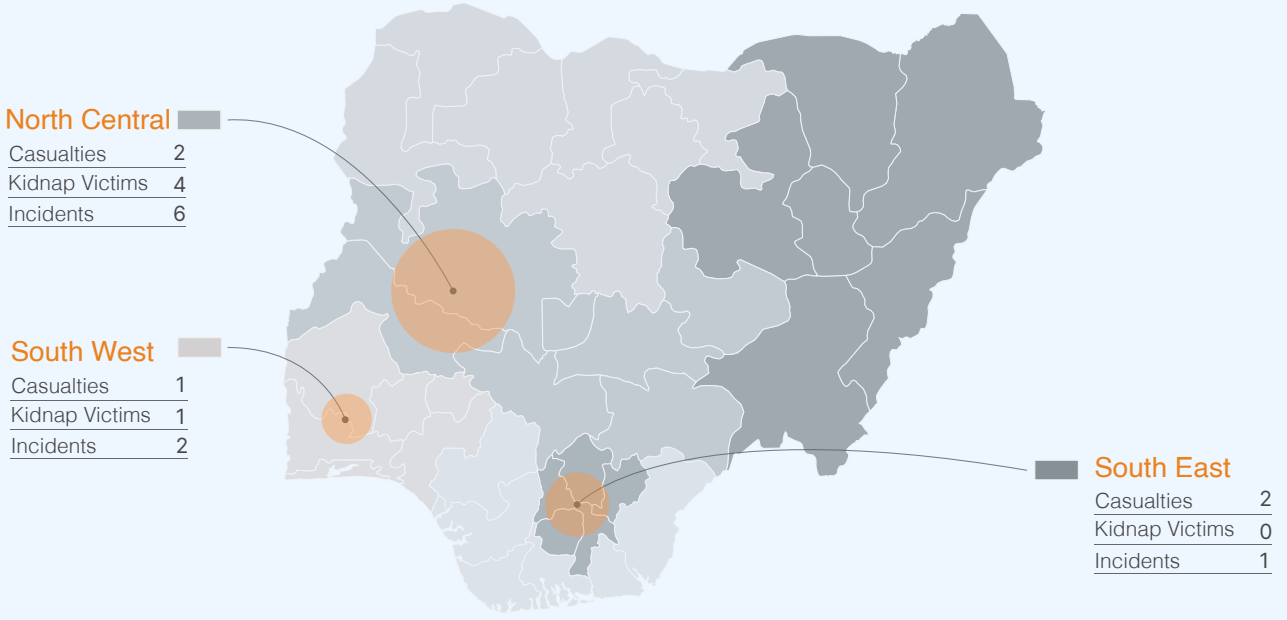 North Central
Casualties 2
Kidnap Victims 4
Incidents 6
South West
Casualties 1
Kidnap Victims 1
Incidents 2
South East
Casualties 2
Kidnap Victims 0
Incidents 1